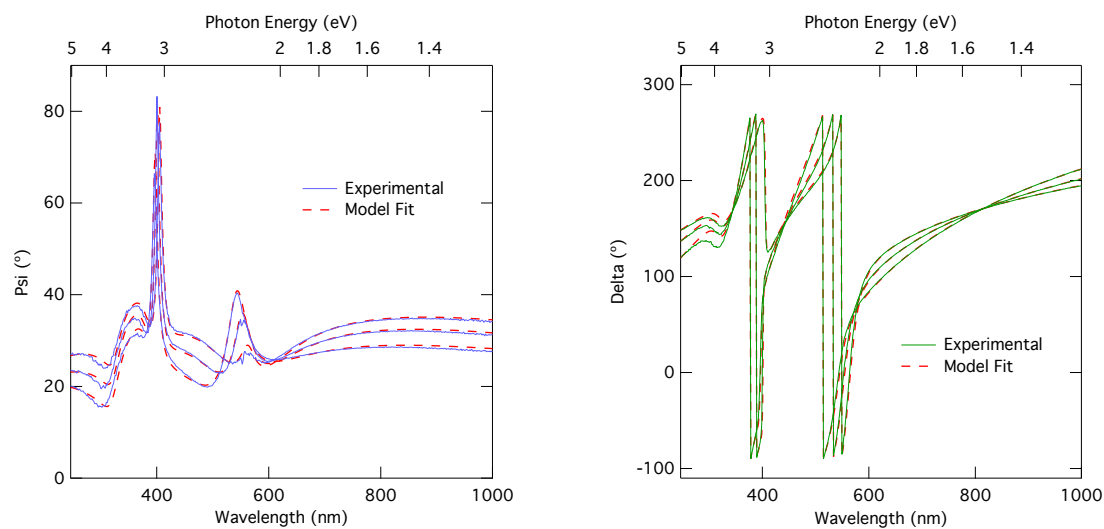 Photon Energy (eV)
5 4 3 2 1.8 1.6 1.4
80
60
40
20
0
Psi (°)
Experimental
Model Fit
400 600 800 1000
Wavelength (nm)
Photon Energy (eV)
5 4 3 2 1.8 1.6 1.4
300
200
100
0
-100
Delta (°)
Experimental
Model Fit
400 600 800 1000
Wavelength (nm)